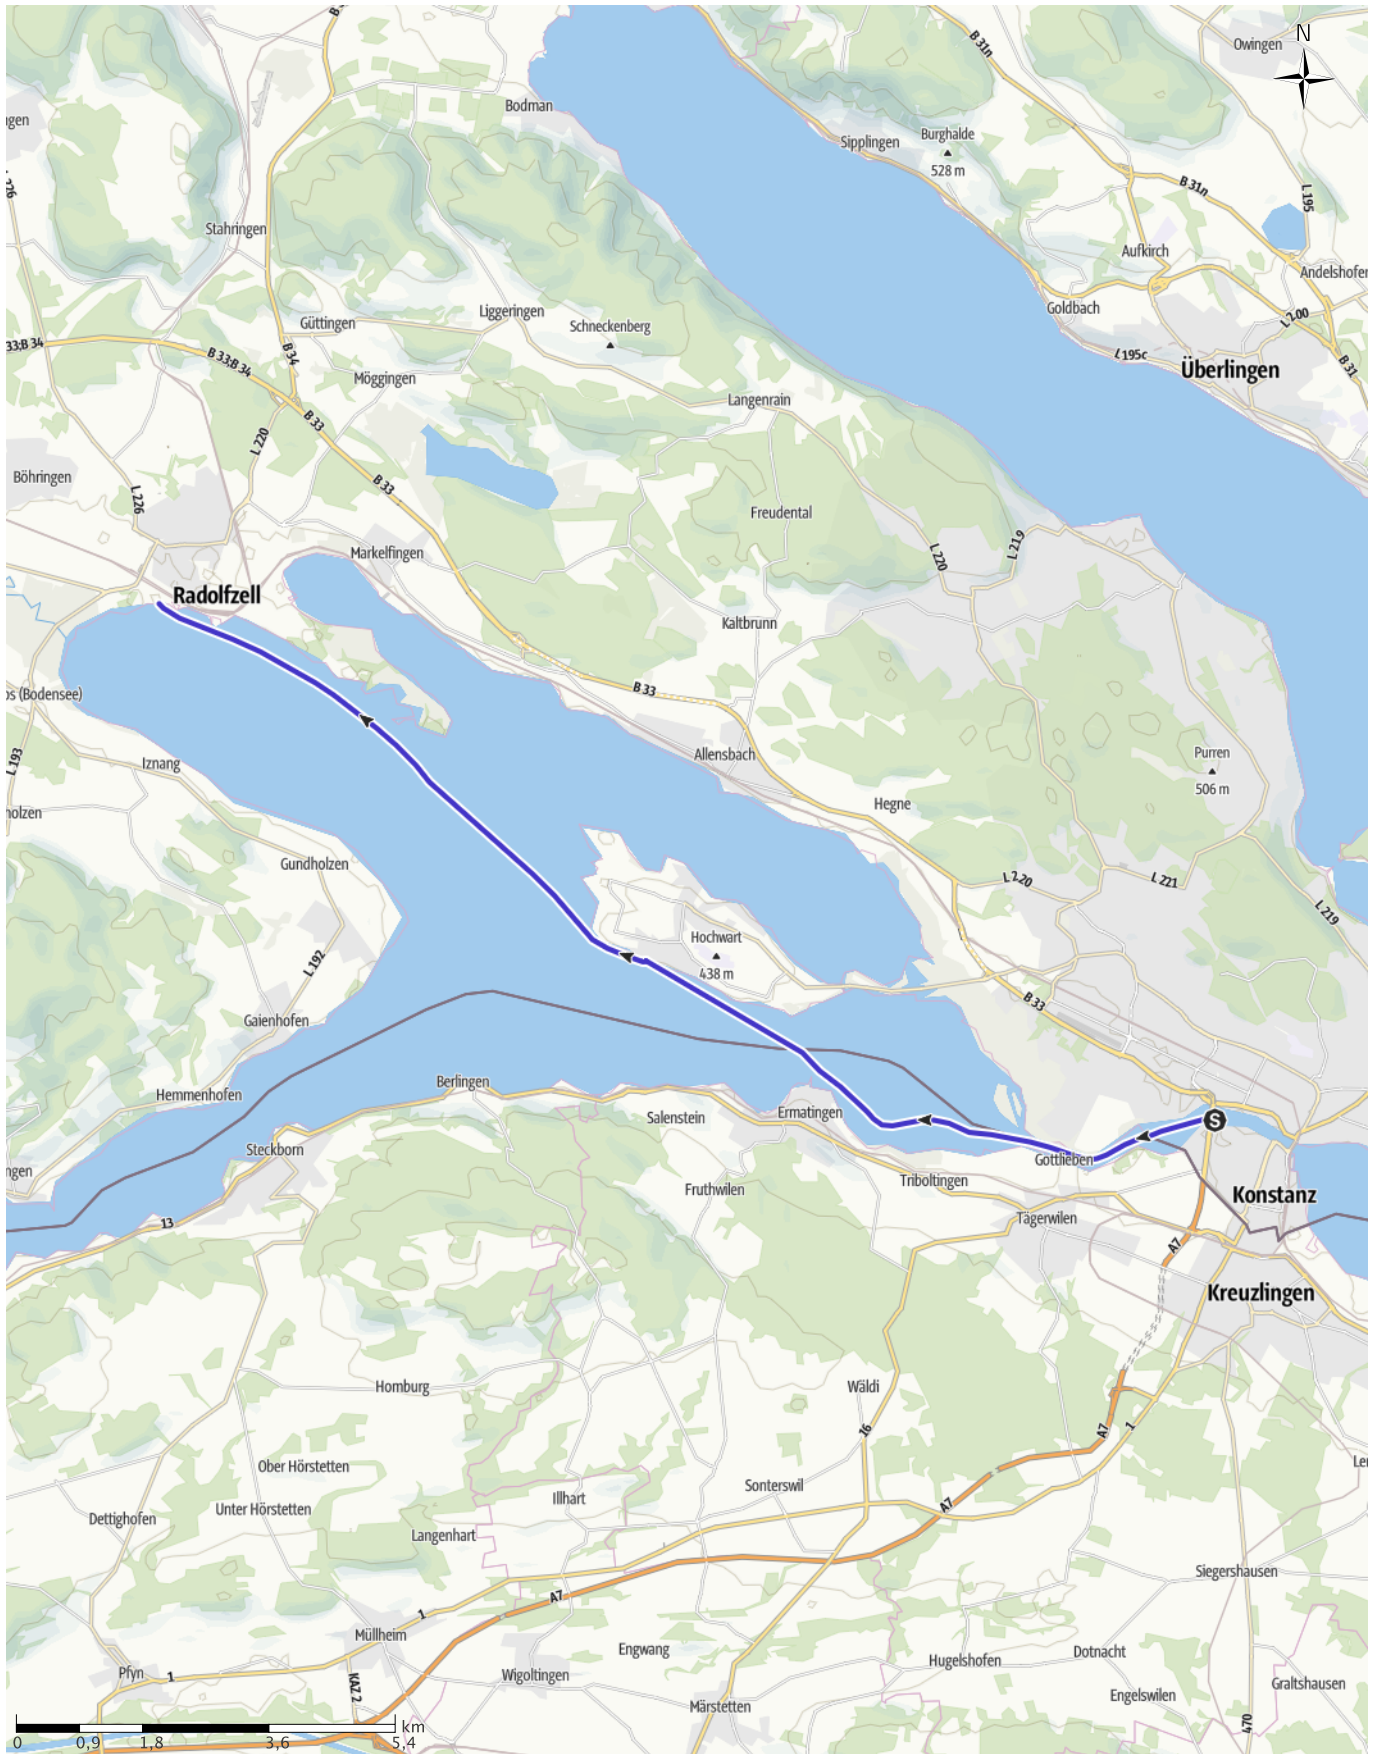 N
Owingen
B 31n
Bodman
Sipplingen
Burghalde
528 m
B 31n
L 195
Stahringen
Aufkirch
Andelshofen
Goldbach
Güttingen
Liggeringen
Schneckenberg
L 200
33;B 34
B 33;B 34
B 34
L 195c
Überlingen
B 31
Möggingen
Langenrain
B 33
L 220
Böhringen
L 226
B 33
Freudental
Markelfingen
L 220
L 219
Radolfzell
Kaltbrunn
os (Bodensee)
B 33
L 193
Iznang
Allensbach
Purren
506 m
holzen
Hegne
Gundholzen
L 220
L 221
L 219
Hochwart
438 m
L 192
B 33
Gaienhofen
Hemmenhofen
Berlingen
Salenstein
Ermatingen
S
Steckborn
Gottlieben
ngen
Triboltingen
Fruthwilen
Konstanz
13
Tägerwilen
A7
Kreuzlingen
Homburg
Wäldi
16
A7
1
Ober Hörstetten
Illhart
Sonterswil
Unter Hörstetten
Dettighofen
Langenhart
A7
Siegershausen
A7
1
Müllheim
Engwang
Dotnacht
Hugelshofen
Pfyn
1
KAZ 2
Wigoltingen
Märstetten
Engelswilen
Graltshausen
470
km
0 0,9 1,8 3,6 5,4